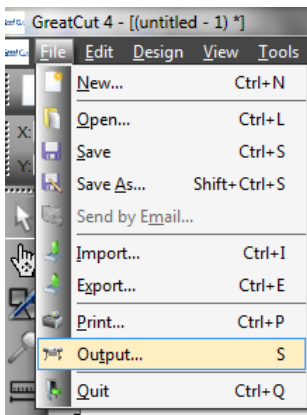 GreatCut 4 - [(untitled - 1) *]
File Edit Design View Tools
New... Ctrl+N
Open... Ctrl+L
Save Ctrl+S
Save As... Shift+Ctrl+S
Send by Email...
Import... Ctrl+I
Export... Ctrl+E
Print... Ctrl+P
Output... S
Quit Ctrl+Q
X:
Y: